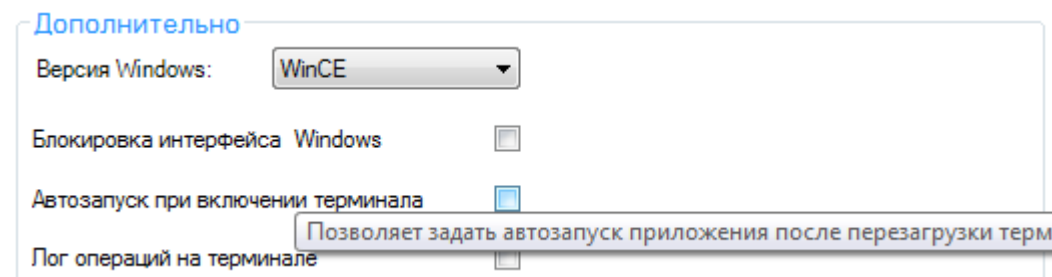 Дополнительно
Версия Windows: WinCE
Блокировка интерфейса Windows
Автозапуск при включении терминала
Позволяет задать автозапуск приложения после перезагрузки терм
Лог операций на терминале